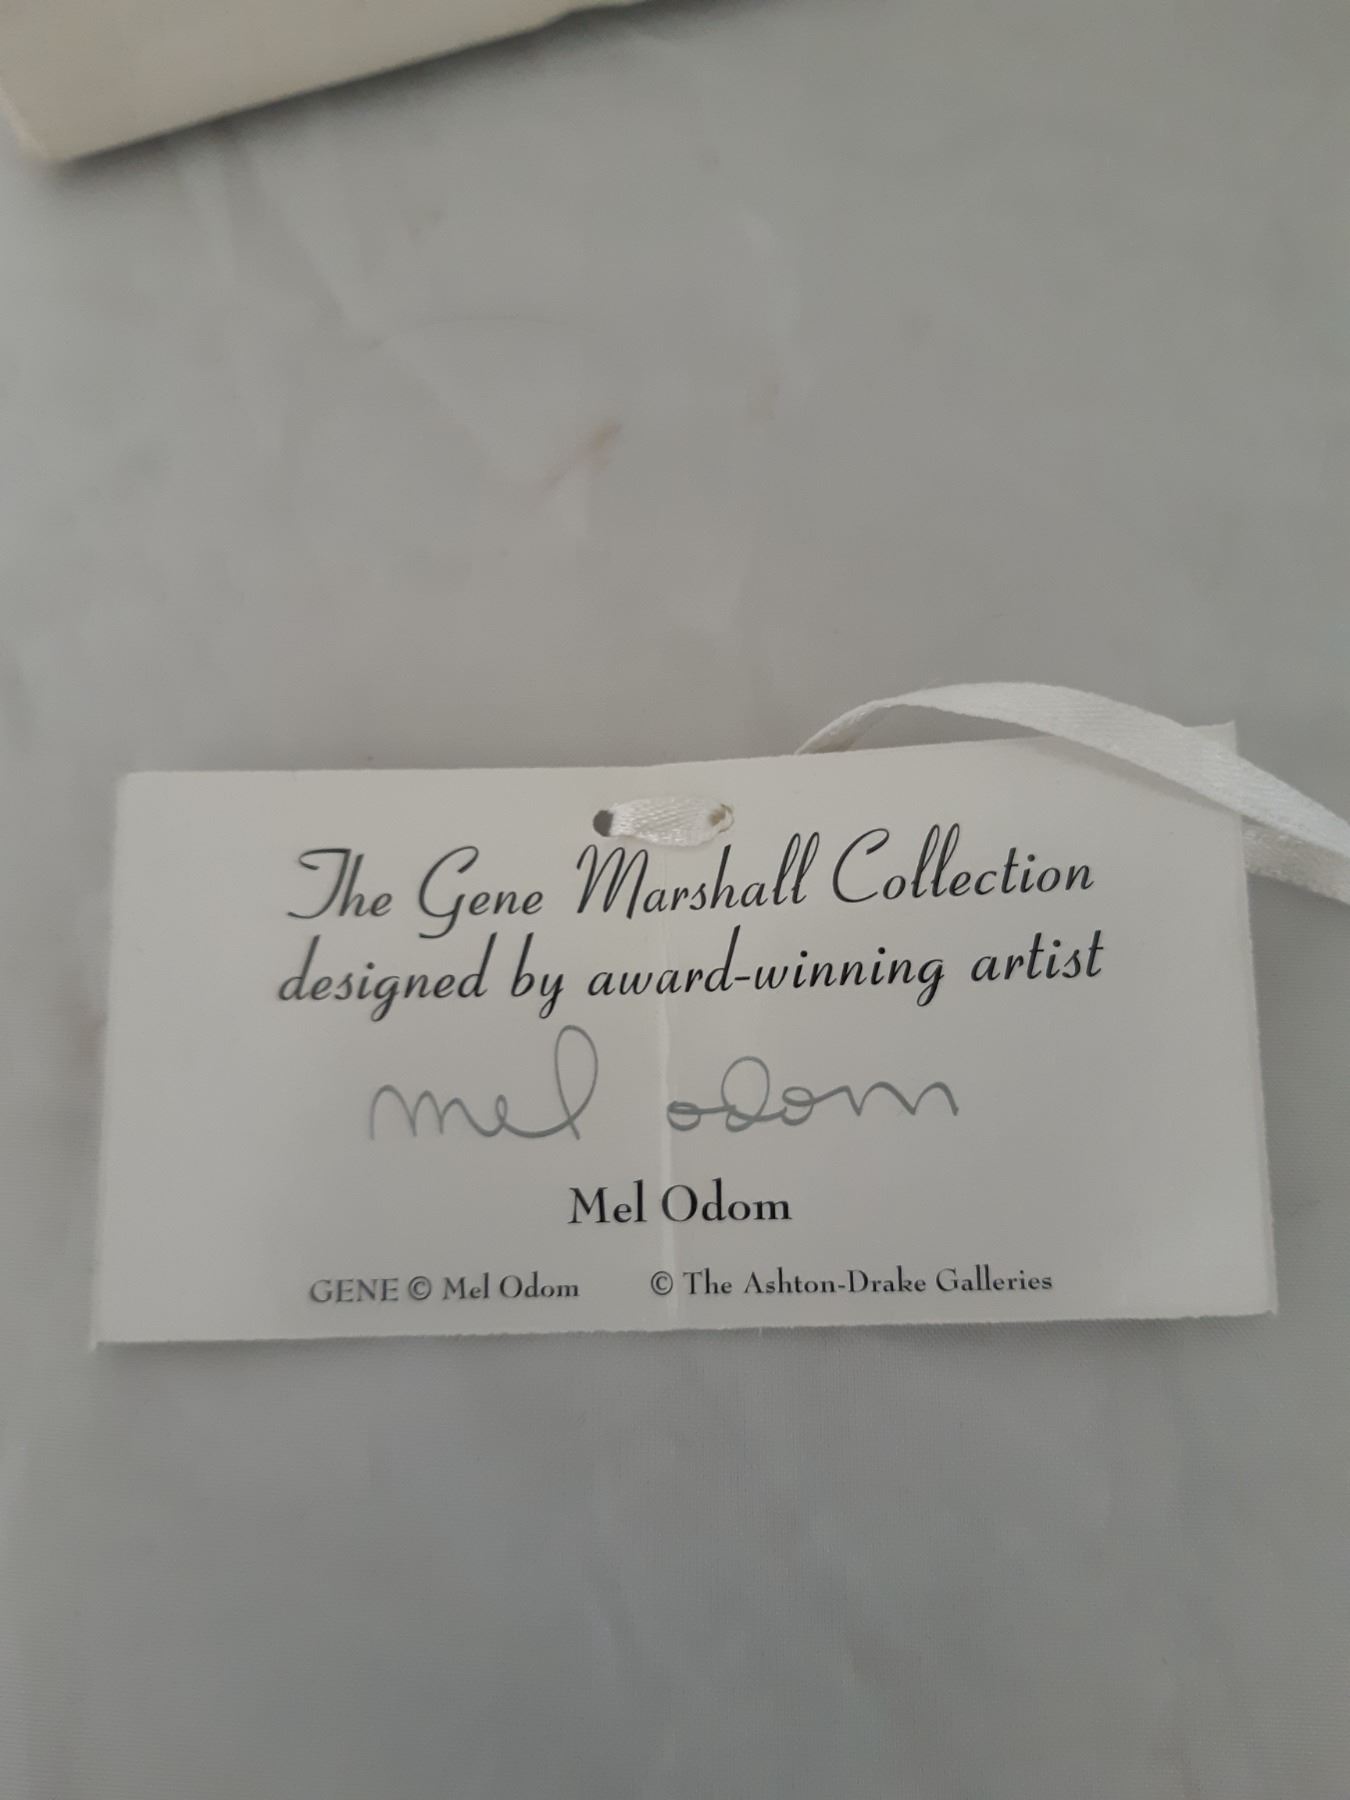 The Gene Marshall Collection
designed by award-winning artist
mel odom
Mel Odom
GENE © Mel Odom © The Ashton-Drake Galleries